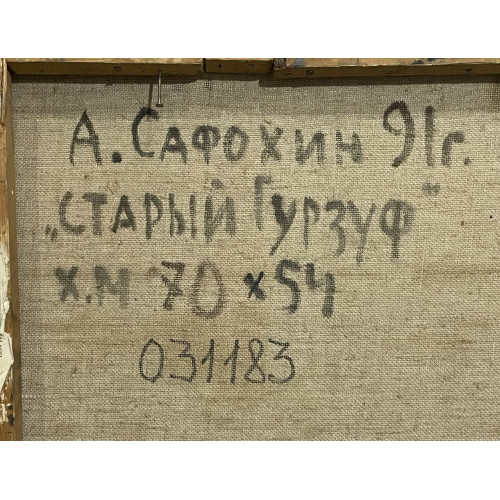 А. Сафохин 91г.
„Старый Гурзуф"
х.м 70 х 54
031183